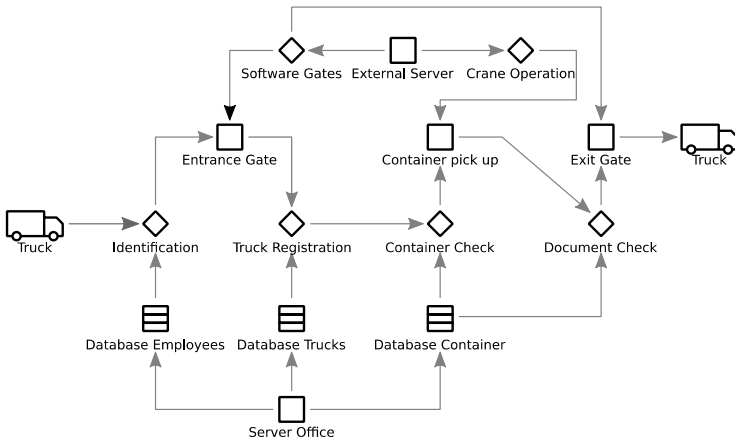 Software Gates
External Server
Crane Operation
Entrance Gate
Container pick up
Exit Gate
Truck
Truck
Identification
Truck Registration
Container Check
Document Check
Database Employees
Database Trucks
Database Container
Server Office